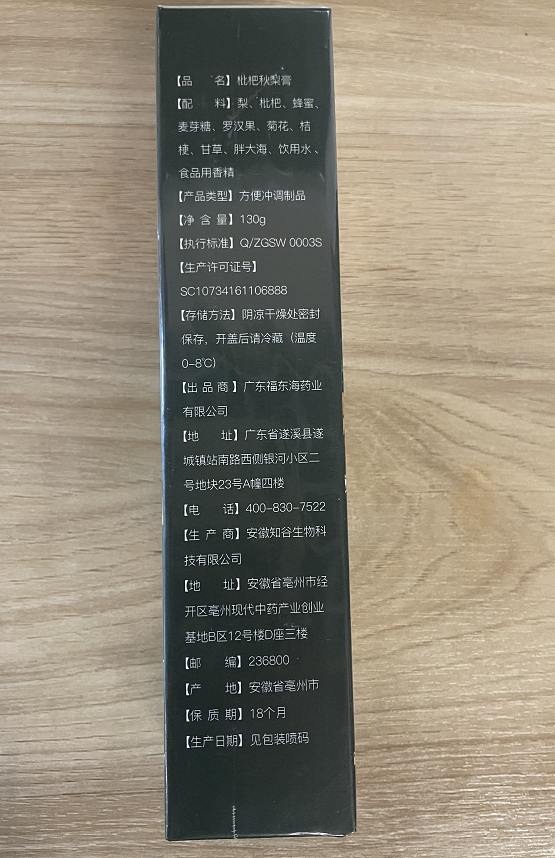 【品 名】枇杷秋梨膏
【配 料】梨、枇杷、蜂蜜、
麦芽糖、罗汉果、菊花、桔
梗、甘草、胖大海、饮用水、
食品用香精
【产品类型】方便冲调制品
【净 含 量】130g
【执行标准】Q/ZGSW 0003S
【生产许可证号】
SC10734161106888
【存储方法】阴凉干燥处密封
保存，开盖后请冷藏（温度
0-8℃）
【出 品 商】广东福东海药业
有限公司
【地 址】广东省遂溪县遂
城镇站南路西侧银河小区二
号地块23号A幢四楼
【电 话】400-830-7522
【生 产 商】安徽知谷生物科
技有限公司
【地 址】安徽省亳州市经
开区亳州现代中药产业创业
基地B区12号楼D座三楼
【邮 编】236800
【产 地】安徽省亳州市
【保 质 期】18个月
【生产日期】见包装喷码